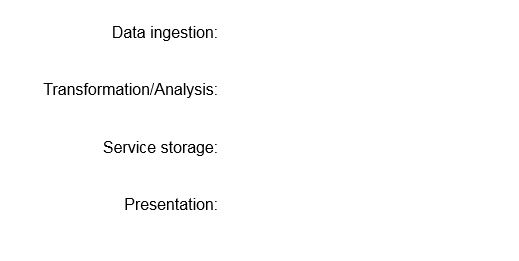 Data ingestion:
Transformation/Analysis:
Service storage:
Presentation: